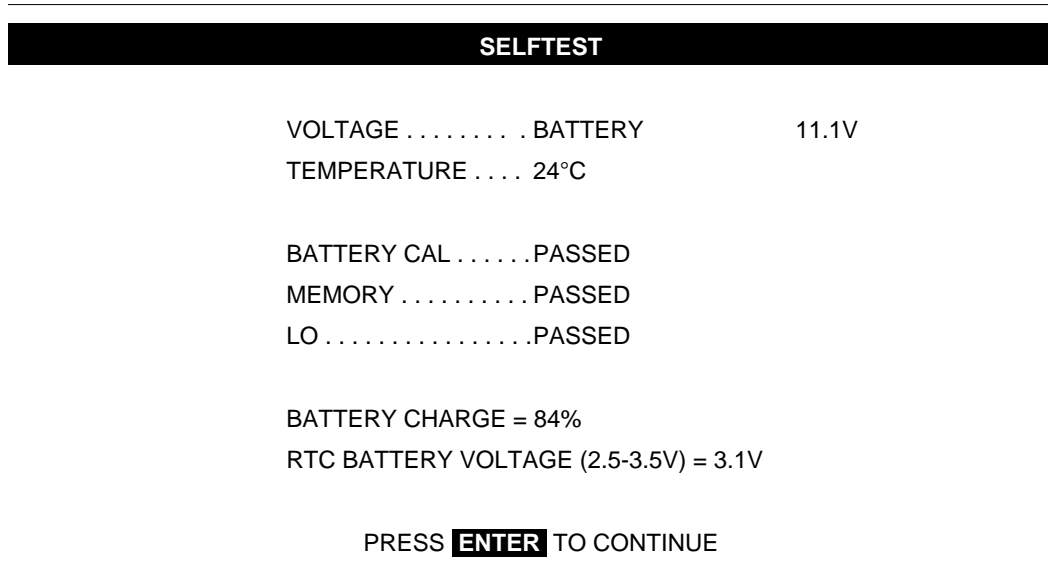 SELFTEST
VOLTAGE . . . . . . . . . BATTERY 11.1V
TEMPERATURE . . . . 24°C
BATTERY CAL . . . . . . PASSED
MEMORY . . . . . . . . . . PASSED
LO . . . . . . . . . . . . . . . . PASSED
BATTERY CHARGE = 84%
RTC BATTERY VOLTAGE (2.5-3.5V) = 3.1V
PRESS ENTER TO CONTINUE